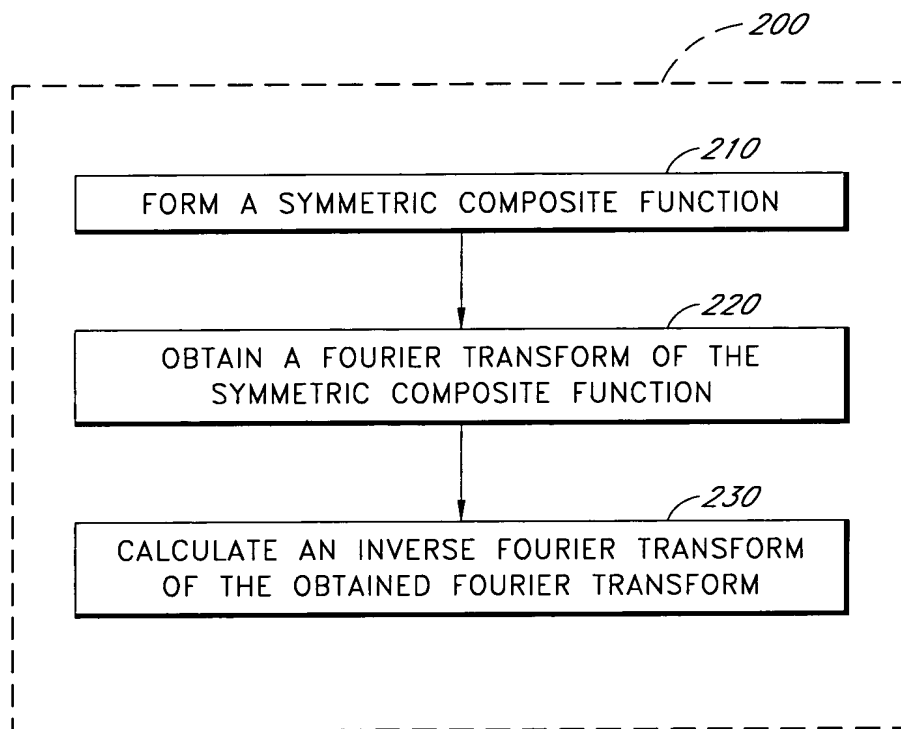 200
210
FORM A SYMMETRIC COMPOSITE FUNCTION
220
OBTAIN A FOURIER TRANSFORM OF THE
SYMMETRIC COMPOSITE FUNCTION
230
CALCULATE AN INVERSE FOURIER TRANSFORM
OF THE OBTAINED FOURIER TRANSFORM